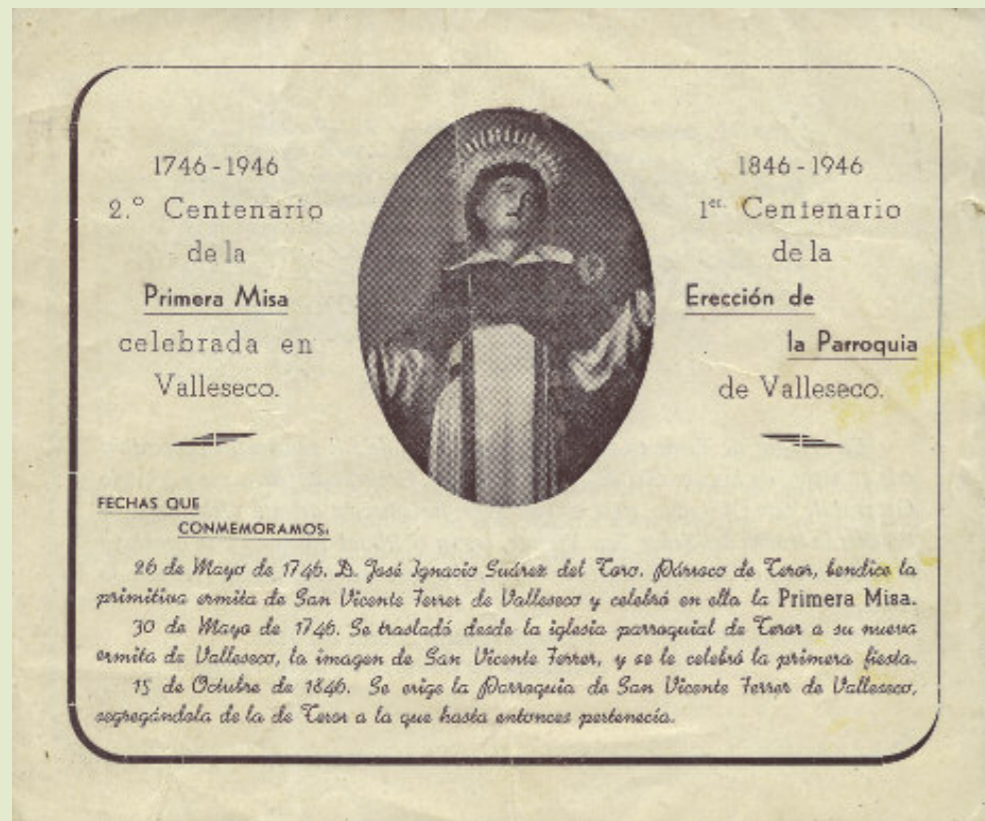 1746-1946
2.º Centenario
de la
Primera Misa
celebrada en
Valleseco.
1846-1946
1er. Centenario
de la
Erección de
la Parroquia
de Valleseco.
FECHAS QUE
CONMEMORAMOS:
26 de Mayo de 1746. D. José Ignacio Suárez del Toro. Párroco de Teror, bendice la
primitiva ermita de San Vicente Ferrer de Valleseco y celebró en ella la Primera Misa.
30 de Mayo de 1746. Se trasladó desde la iglesia parroquial de Teror a su nueva
ermita de Valleseco, la imagen de San Vicente Ferrer, y se le celebró la primera fiesta.
15 de Octubre de 1846. Se erige la Parroquia de San Vicente Ferrer de Valleseco,
segregándola de la de Teror a la que hasta entonces pertenecía.